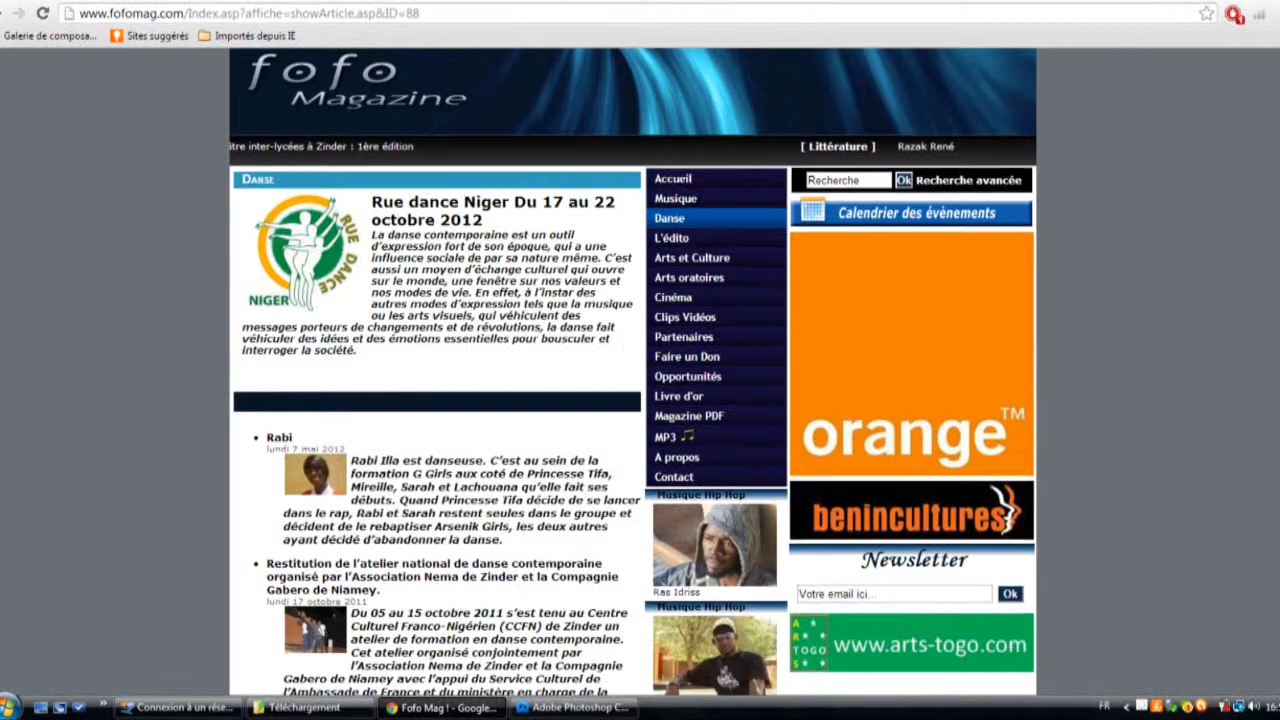 www.fofomag.com/Index.asp?affiche=showArticle.asp&ID=88
Galerie de composa...
Sites suggérés
Importés depuis IE
fofo
Magazine
être inter-lycées à Zinder : 1ère édition
[ Littérature ]
Razak René
Danse
NIGER
RUE DANCE
Rue dance Niger Du 17 au 22
octobre 2012
La danse contemporaine est un outil
d’expression fort de son époque, qui a une
influence sociale de par sa nature même. C’est
aussi un moyen d’échange culturel qui ouvre
sur le monde, une fenêtre sur nos valeurs et
nos modes de vie. En effet, à l’instar des
autres modes d’expression tels que la musique
ou les arts visuels, qui véhiculent des
messages porteurs de changements et de révolutions, la danse fait
véhiculer des idées et des émotions essentielles pour bousculer et
interroger la société.
• Rabi
lundi 7 mai 2012
Rabi Illa est danseuse. C’est au sein de la
formation G Girls aux coté de Princesse Tifa,
Mireille, Sarah et Lachouana qu’elle fait ses
débuts. Quand Princesse Tifa décide de se lancer
dans le rap, Rabi et Sarah restent seules dans le groupe et
décident de le rebaptiser Arsenik Girls, les deux autres
ayant décidé d’abandonner la danse.
• Restitution de l’atelier national de danse contemporaine
organisé par l’Association Nema de Zinder et la Compagnie
Gabero de Niamey.
lundi 17 octobre 2011
Du 05 au 15 octobre 2011 s’est tenu au Centre
Culturel Franco-Nigérien (CCFN) de Zinder un
atelier de formation en danse contemporaine.
Cet atelier organisé conjointement par
l’Association Nema de Zinder et la Compagnie
Gabero de Niamey avec l’appui du Service Culturel de
l’Ambassade de France et du ministère en charge de la
Accueil
Musique
Danse
L'édito
Arts et Culture
Arts oratoires
Cinéma
Clips Vidéos
Partenaires
Faire un Don
Opportunités
Livre d'or
Magazine PDF
MP3
A propos
Contact
Musique Hip Hop
Ras Idriss
Musique Hip Hop
Recherche
Ok
Recherche avancée
Calendrier des évènements
orange™
benincultures
Newsletter
Votre email ici...
Ok
ARTS
TOGO
www.arts-togo.com
Connexion à un rése...
Téléchargement
Fofo Mag ! - Google...
Adobe Photoshop C...
FR
16: